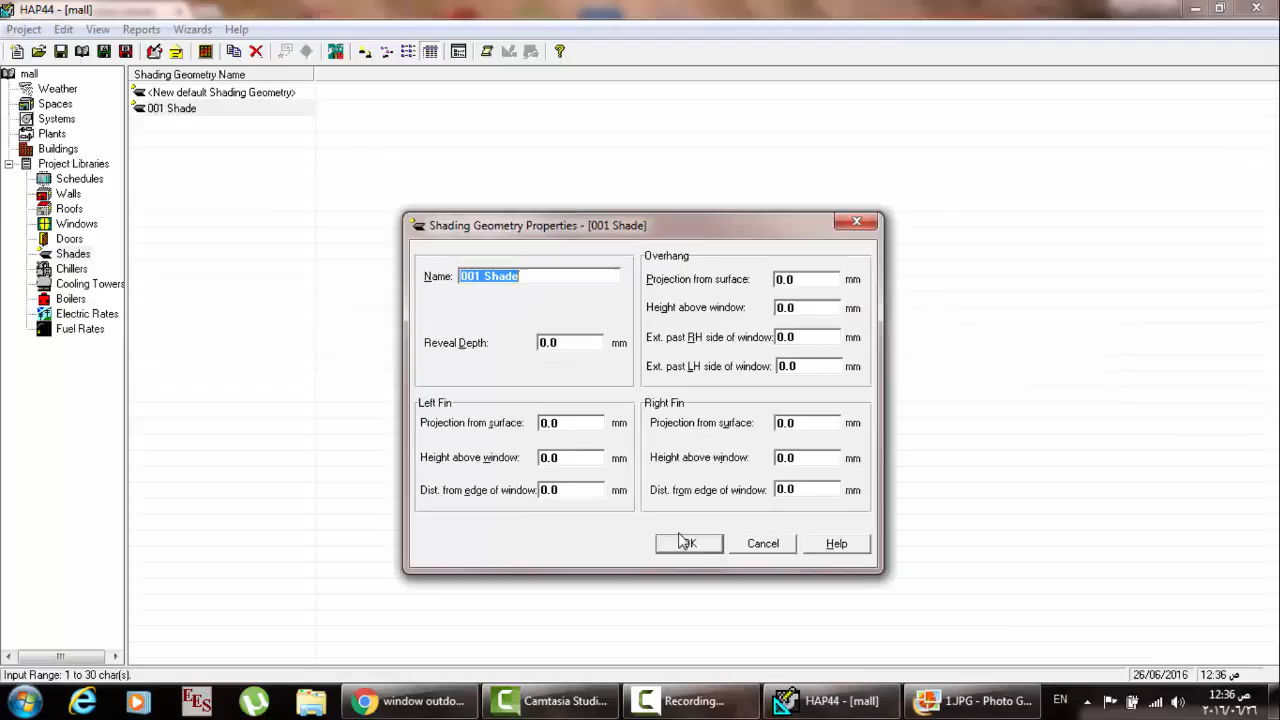 HAP44 - [mall]
Project Edit View Reports Wizards Help
mall
Weather
Spaces
Systems
Plants
Buildings
Project Libraries
Schedules
Walls
Roofs
Windows
Doors
Shades
Chillers
Cooling Towers
Boilers
Electric Rates
Fuel Rates
Shading Geometry Name
<New default Shading Geometry>
001 Shade
Shading Geometry Properties - [001 Shade]
Name: 001 Shade
Reveal Depth: 0.0 mm
Overhang
Projection from surface: 0.0 mm
Height above window: 0.0 mm
Ext. past RH side of window: 0.0 mm
Ext. past LH side of window: 0.0 mm
Left Fin
Projection from surface: 0.0 mm
Height above window: 0.0 mm
Dist. from edge of window: 0.0 mm
Right Fin
Projection from surface: 0.0 mm
Height above window: 0.0 mm
Dist. from edge of window: 0.0 mm
OK Cancel Help
Input Range: 1 to 30 char(s). 26/06/2016 12:36 ص
EES window outdo... Camtasia Studi... Recording... HAP44 - [mall] 1.JPG - Photo G... EN 12:36 ص
٢٠١٦/٠٦/٢٦